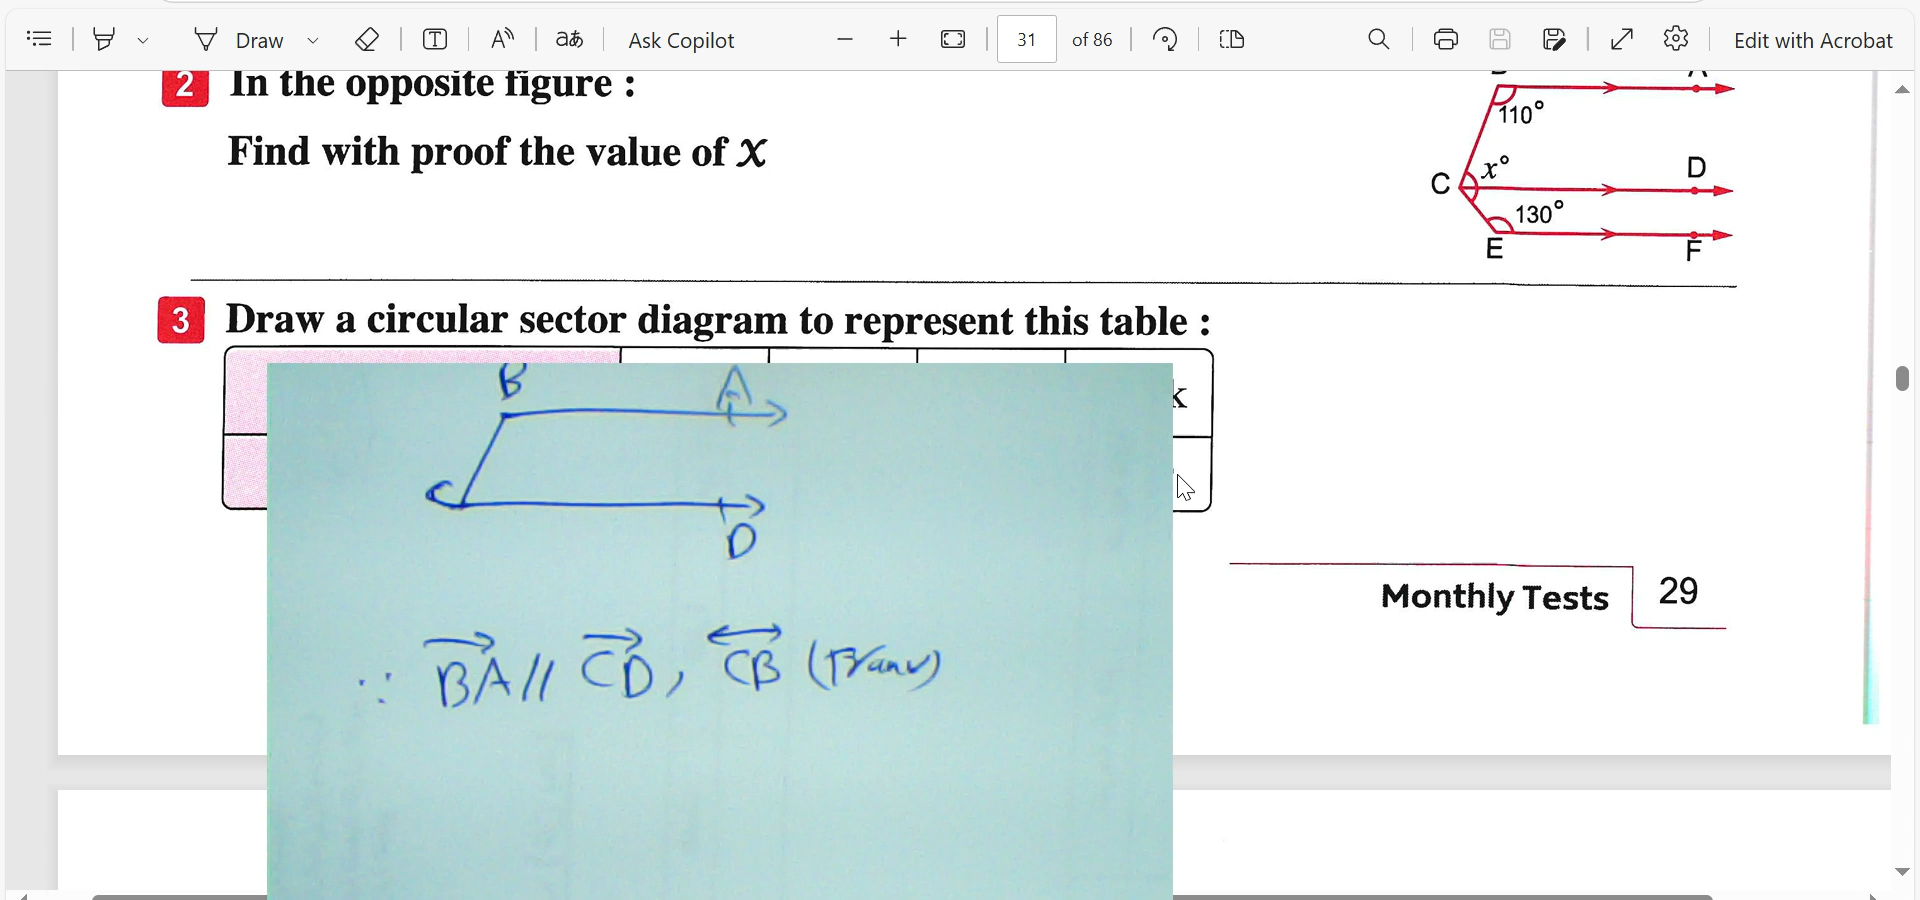 Draw
Ask Copilot
31 of 86
Edit with Acrobat
2 In the opposite figure :
Find with proof the value of x
110°
C x° D
130°
E F
3 Draw a circular sector diagram to represent this table :
k
B A
C
D
∵ BA // CD, CB
Monthly Tests 29